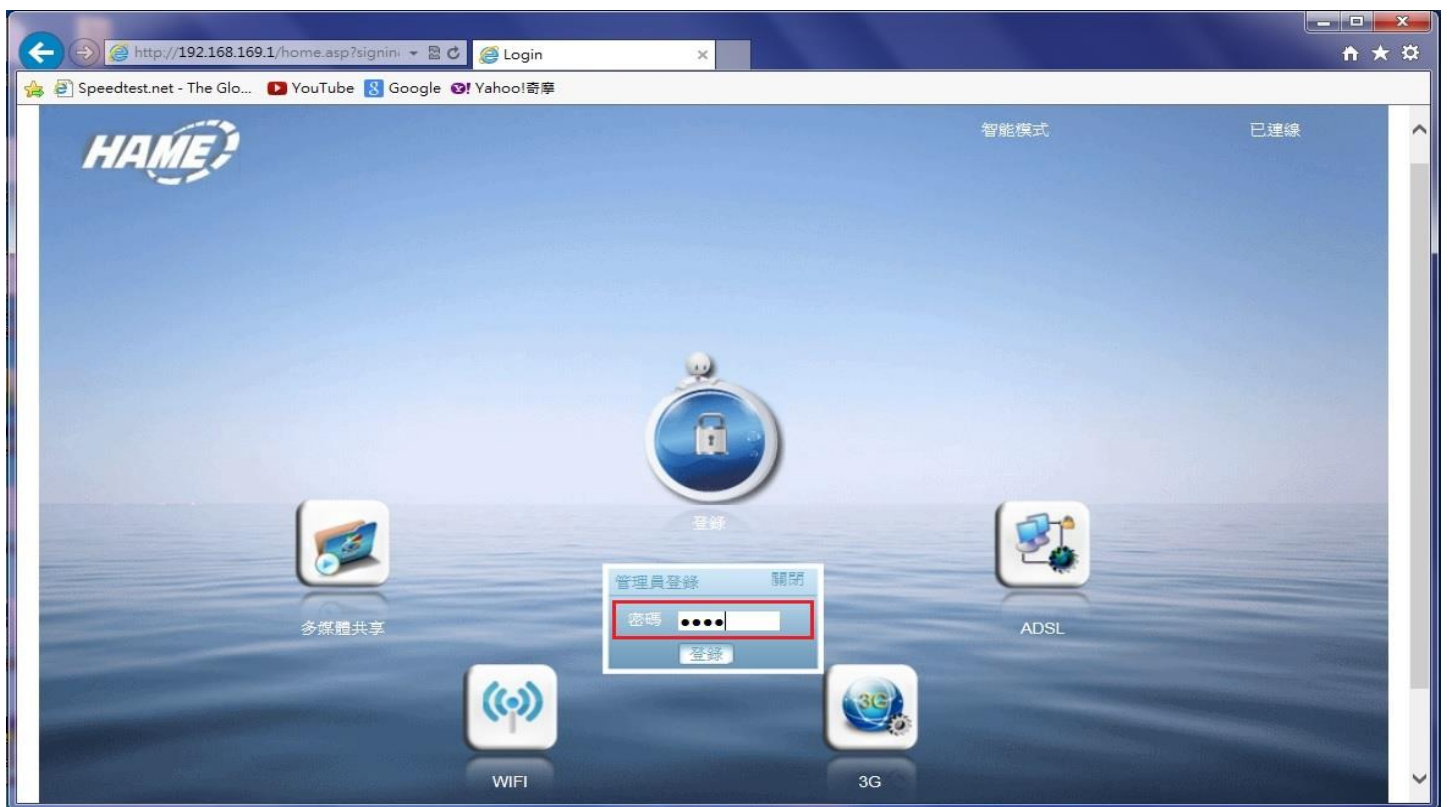 http://192.168.169.1/home.asp?signin
Login
Speedtest.net - The Glo... YouTube Google Yahoo!奇摩
HAME
智能模式 已連線
登錄
管理員登錄 關閉
密碼 ••••
登錄
多媒體共享
ADSL
WIFI
3G
3G